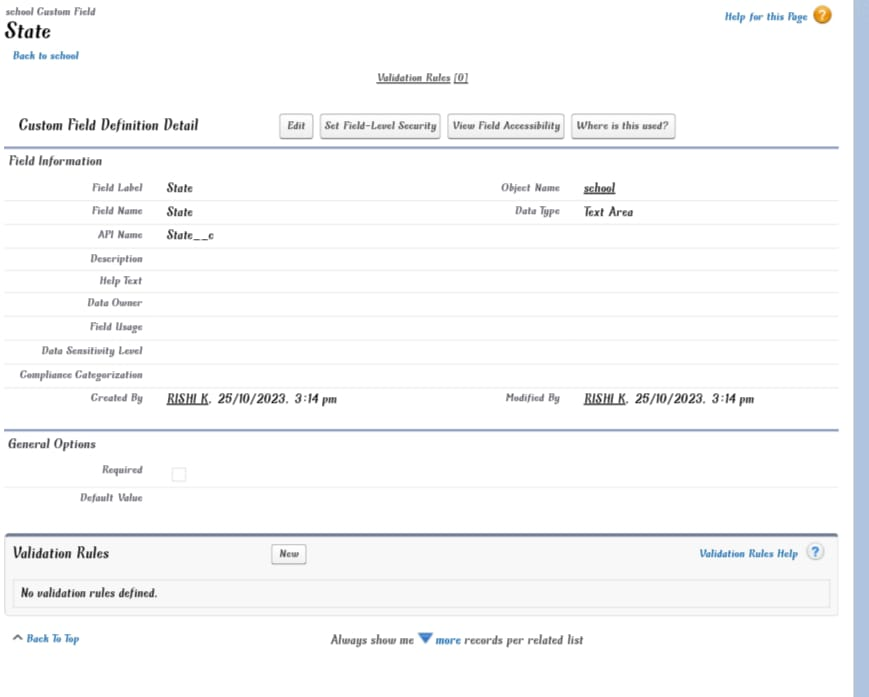 school Custom Field
Help for this Page ?
State
Back to school
Validation Rules [0]
Custom Field Definition Detail Edit Set Field-Level Security View Field Accessibility Where is this used?
Field Information
Field Label State Object Name school
Field Name State Data Type Text Area
API Name State__c
Description
Help Text
Data Owner
Field Usage
Data Sensitivity Level
Compliance Categorization
Created By RISHI K, 25/10/2023, 3:14 pm Modified By RISHI K, 25/10/2023, 3:14 pm
General Options
Required
Default Value
Validation Rules New Validation Rules Help ?
No validation rules defined.
Back To Top Always show me more records per related list